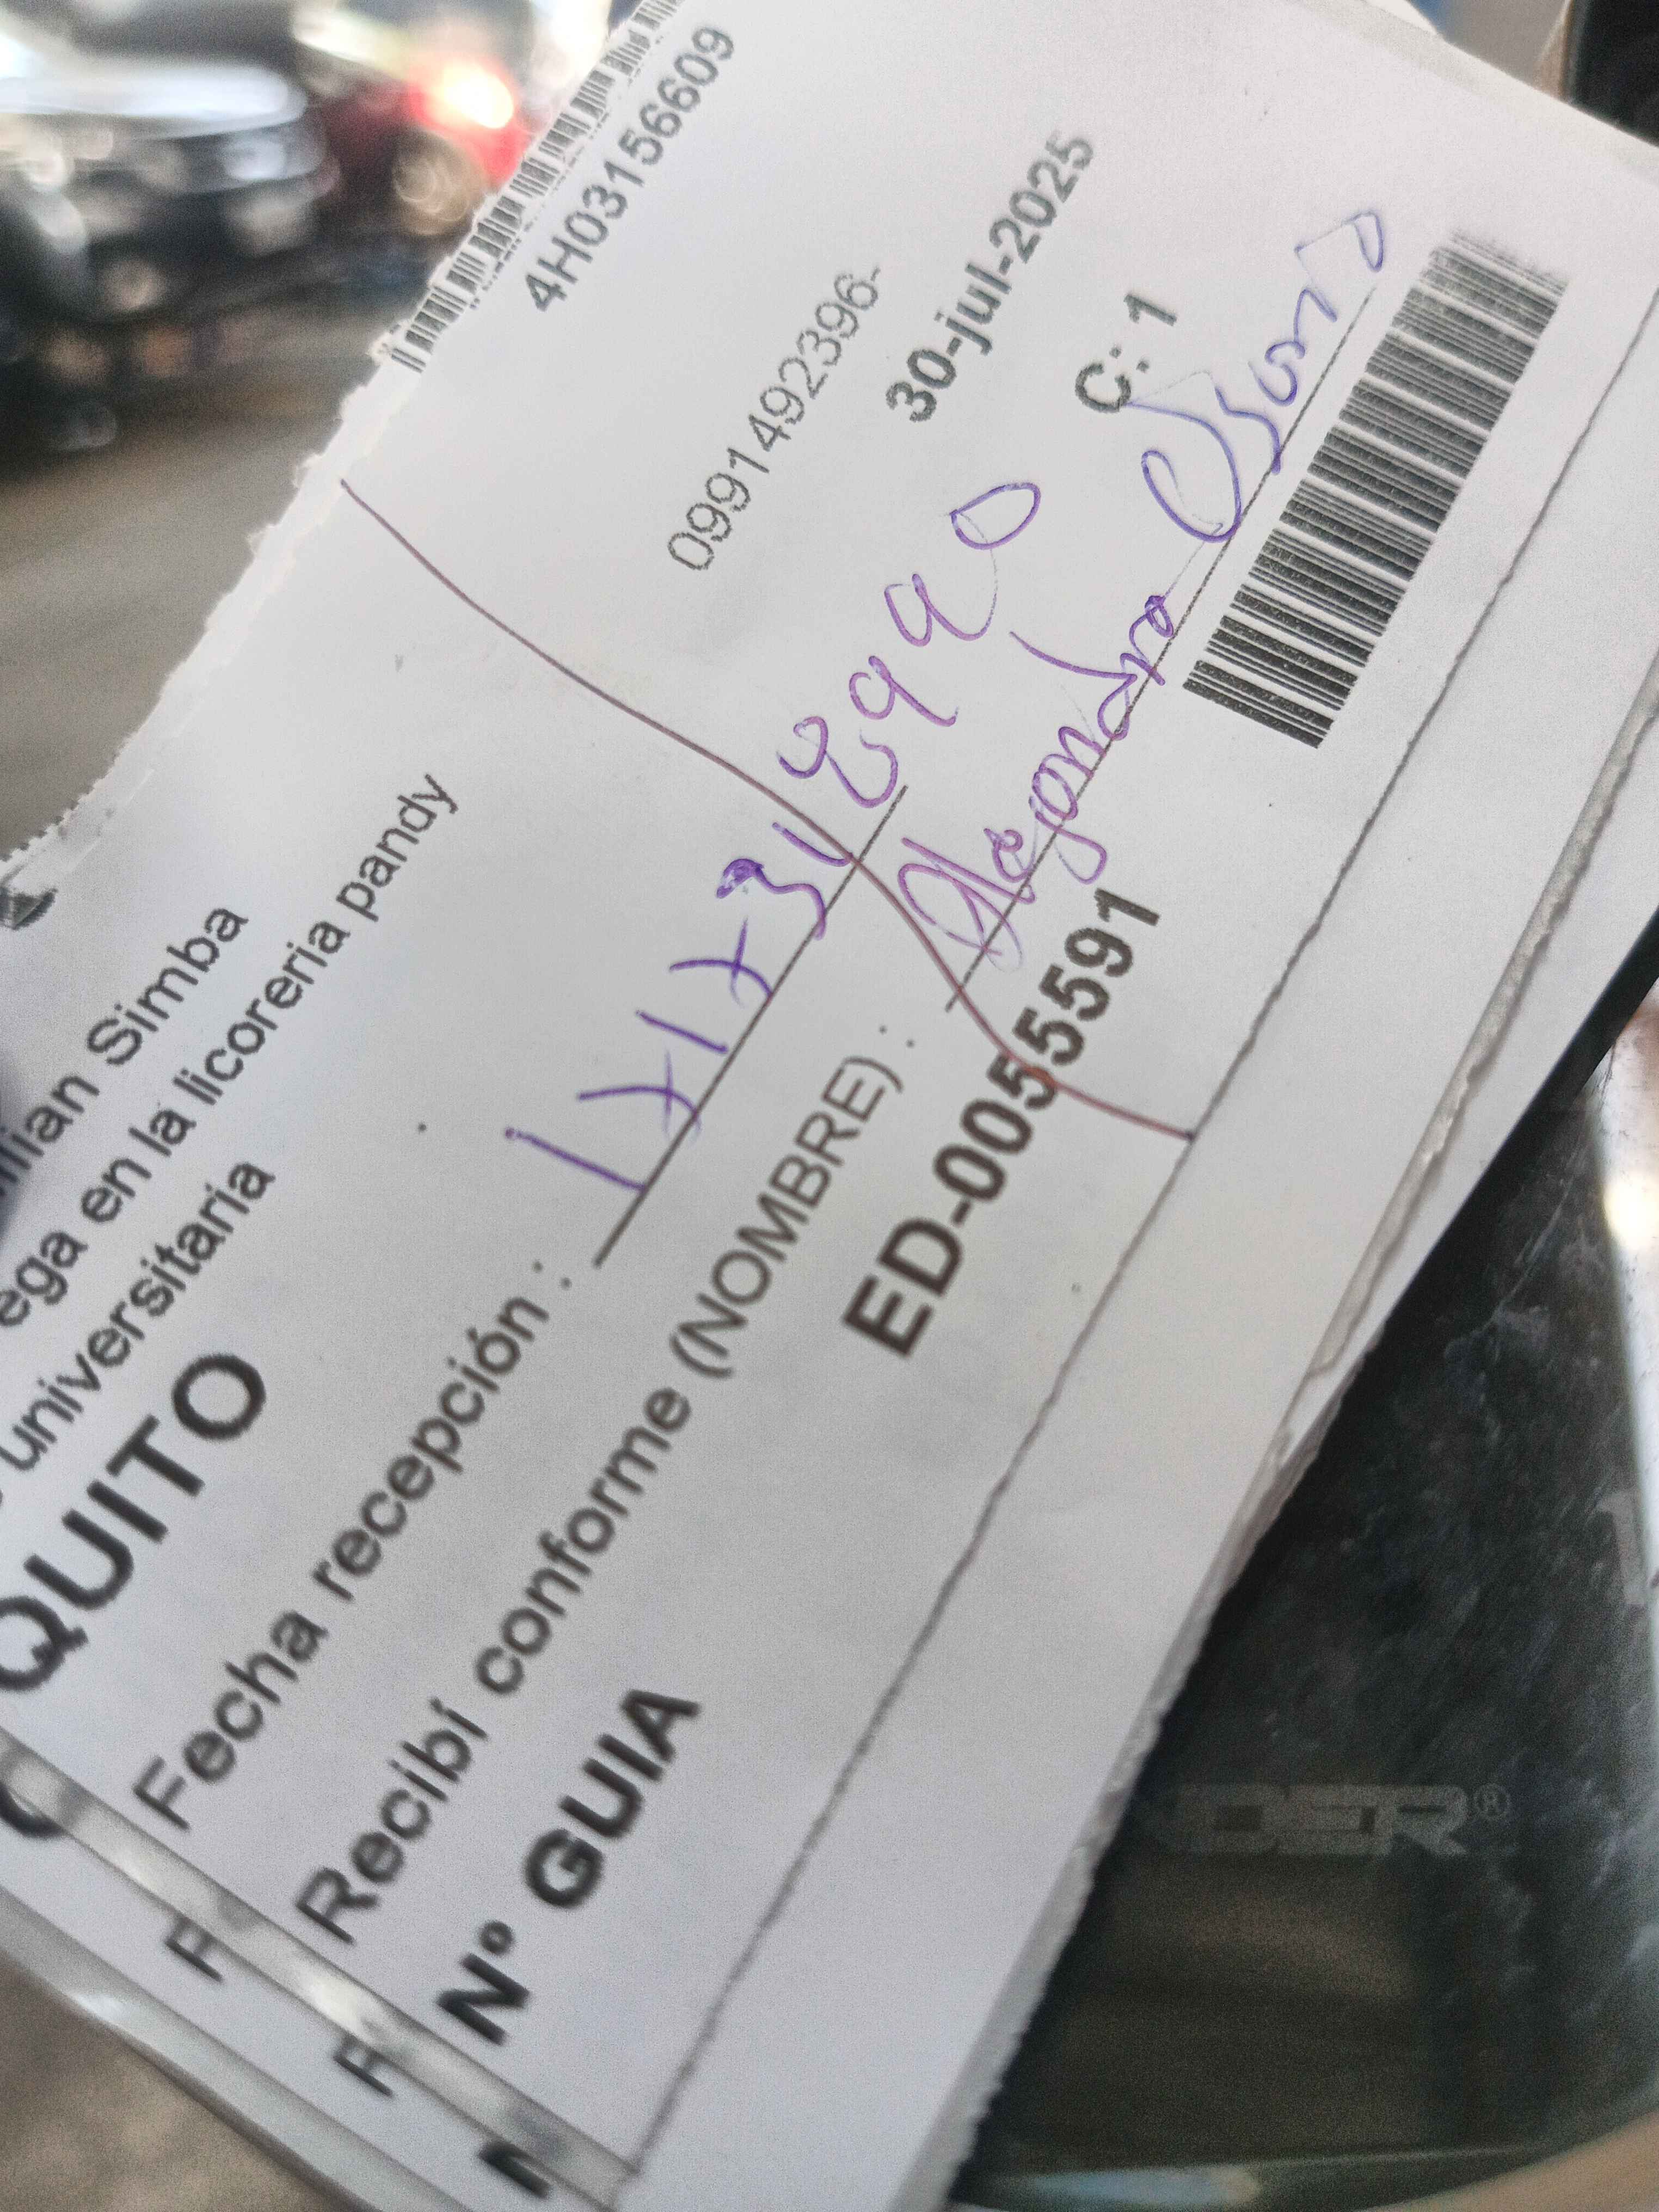 4H03156609
Simba
ega en la licoreria pandy
universitaria
0991492396-
QUITO
30-jul-2025
Fecha recepción :
C: 1
Recibí conforme (NOMBRE) :
Alejandro
Nº GUIA
ED-0055591